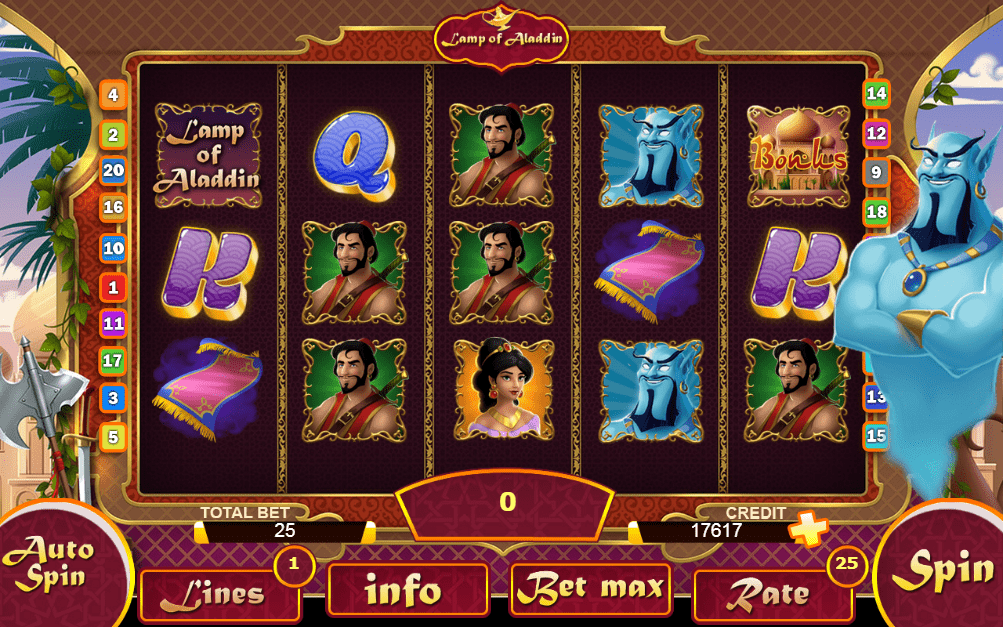 Lamp of Aladdin
4
2
20
16
10
1
11
17
3
5
Lamp
of
Aladdin
Q
Bonus
K
K
14
12
9
18
13
15
0
TOTAL BET
25
CREDIT
17617
Auto
Spin
Lines
1
info
Bet max
Rate
25
Spin